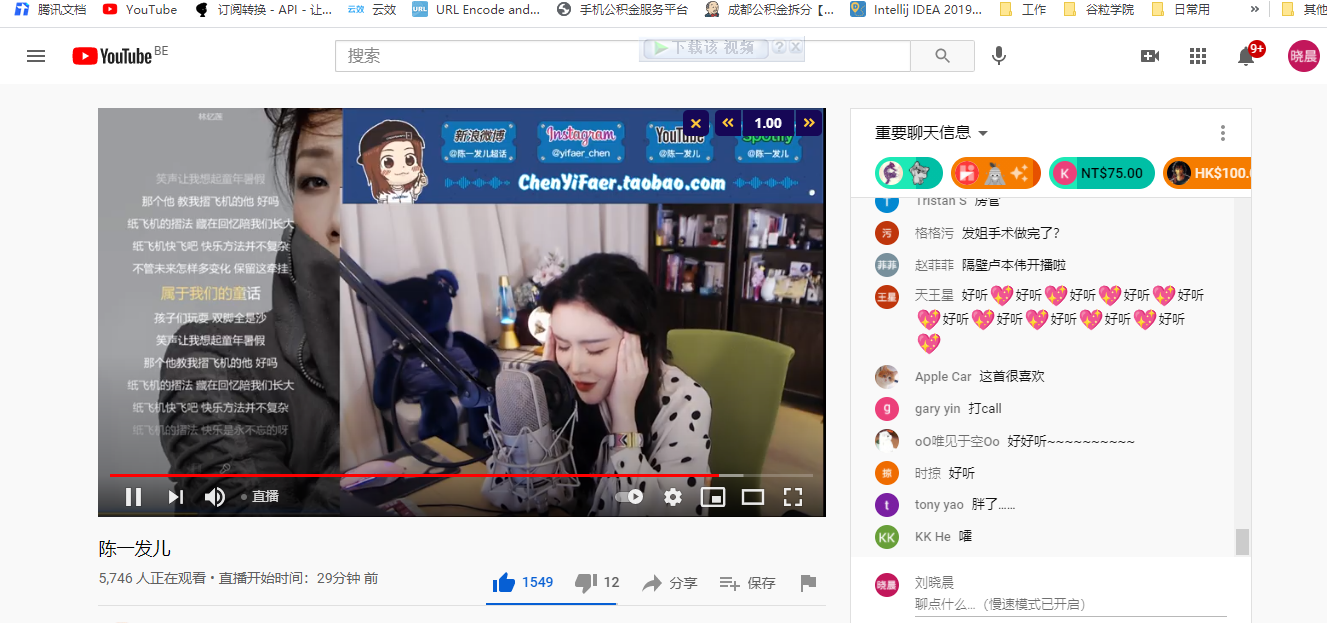 腾讯文档 YouTube 订阅转换 - API - 让... 云效 云效 URL URL Encode and... 手机公积金服务平台 成都公积金拆分【... Intellij IDEA 2019... 工作 谷粒学院 日常用 » 其他
YouTube BE 搜索 下载该 视频 ? X 9+ 晓晨
林忆莲
笑声让我想起童年暑假
那个他 教我摺飞机的他 好吗
纸飞机的摺法 藏在回忆陪我们长大
纸飞机快飞吧 快乐方法并不复杂
不管未来怎样多变化 保留这牵挂
属于我们的童话
孩子们玩耍 双脚全是沙
笑声让我想起童年暑假
那个他教我摺飞机的他 好吗
纸飞机的摺法 藏在回忆陪我们长大
纸飞机快飞吧 快乐方法并不复杂
纸飞机的摺法 快乐是永不忘的呀
新浪微博
@陈一发儿超话
Instagram
@yifaer_chen
YouTube
@陈一发儿
Spotify
@陈一发儿
ChenYiFaer.taobao.com
× « 1.00 »
直播
陈一发儿
5,746 人正在观看 • 直播开始时间：29分钟 前
1549 12 分享 保存
重要聊天信息
K NT$75.00 HK$100.0
T Tristan S 房管
污 格格污 发姐手术做完了?
菲菲 赵菲菲 隔壁卢本伟开播啦
王星 天王星 好听💖好听💖好听💖好听💖好听
💖好听💖好听💖好听💖好听💖好听
💖
Apple Car 这首很喜欢
g gary yin 打call
oO唯见于空Oo 好好听~~~~~~~~~~
掠 时掠 好听
t tony yao 胖了......
KK KK He 嚯
晓晨 刘晓晨
聊点什么...（慢速模式已开启）